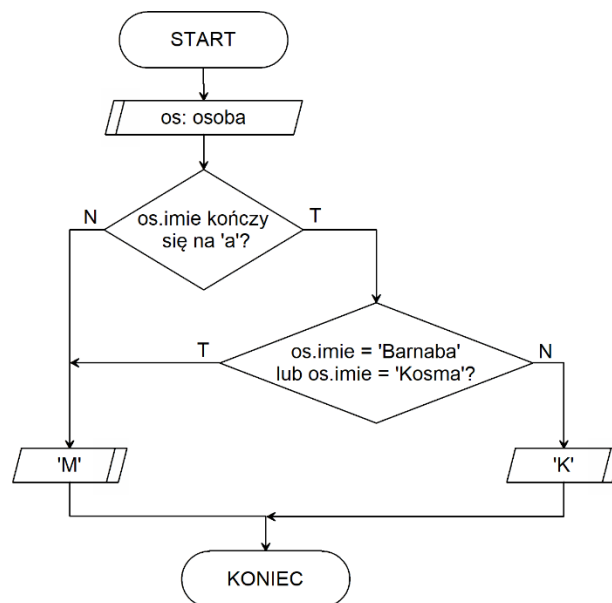 START
os: osoba
N
os.imie kończy
się na 'a'?
T
T
os.imie = 'Barnaba'
lub os.imie = 'Kosma'?
N
'M'
'K'
KONIEC